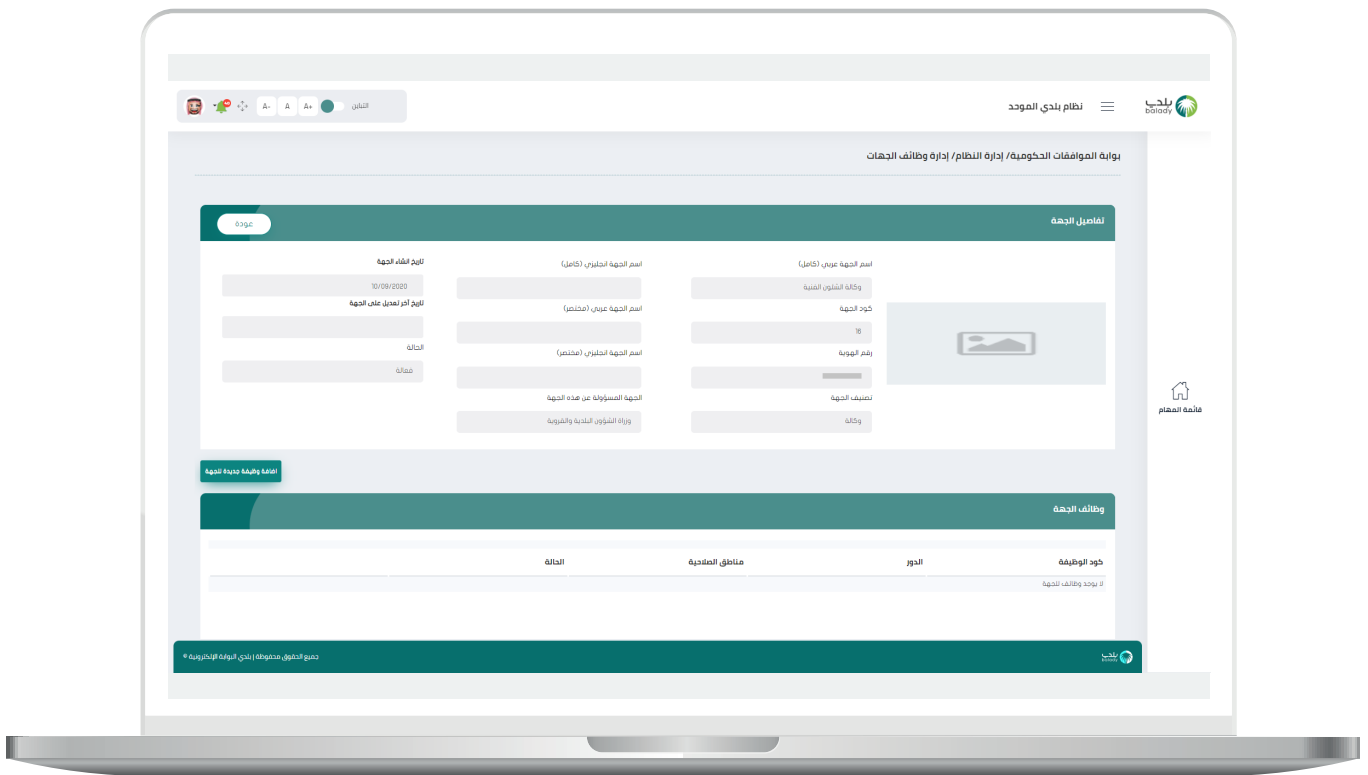 بلدي
balady
نظام بلدي الموحد
التباين
A+
A
A-
بوابة الموافقات الحكومية/ إدارة النظام/ إدارة وظائف الجهات
قائمة المهام
تفاصيل الجهة
عودة
اسم الجهة عربي (كامل)
وكالة الشئون الفنية
كود الجهة
16
رقم الهوية
تصنيف الجهة
وكالة
اسم الجهة انجليزي (كامل)
اسم الجهة عربي (مختصر)
اسم الجهة انجليزي (مختصر)
الجهة المسؤولة عن هذه الجهة
وزراة الشؤون البلدية والقروية
تاريخ انشاء الجهة
10/09/2020
تاريخ آخر تعديل على الجهة
الحالة
فعالة
اضافة وظيفة جديدة للجهة
وظائف الجهة
كود الوظيفة الدور مناطق الصلاحية الحالة
لا يوجد وظائف للجهة
بلدي
balady
جميع الحقوق محفوظة | بلدي البوابة الإلكترونية ©